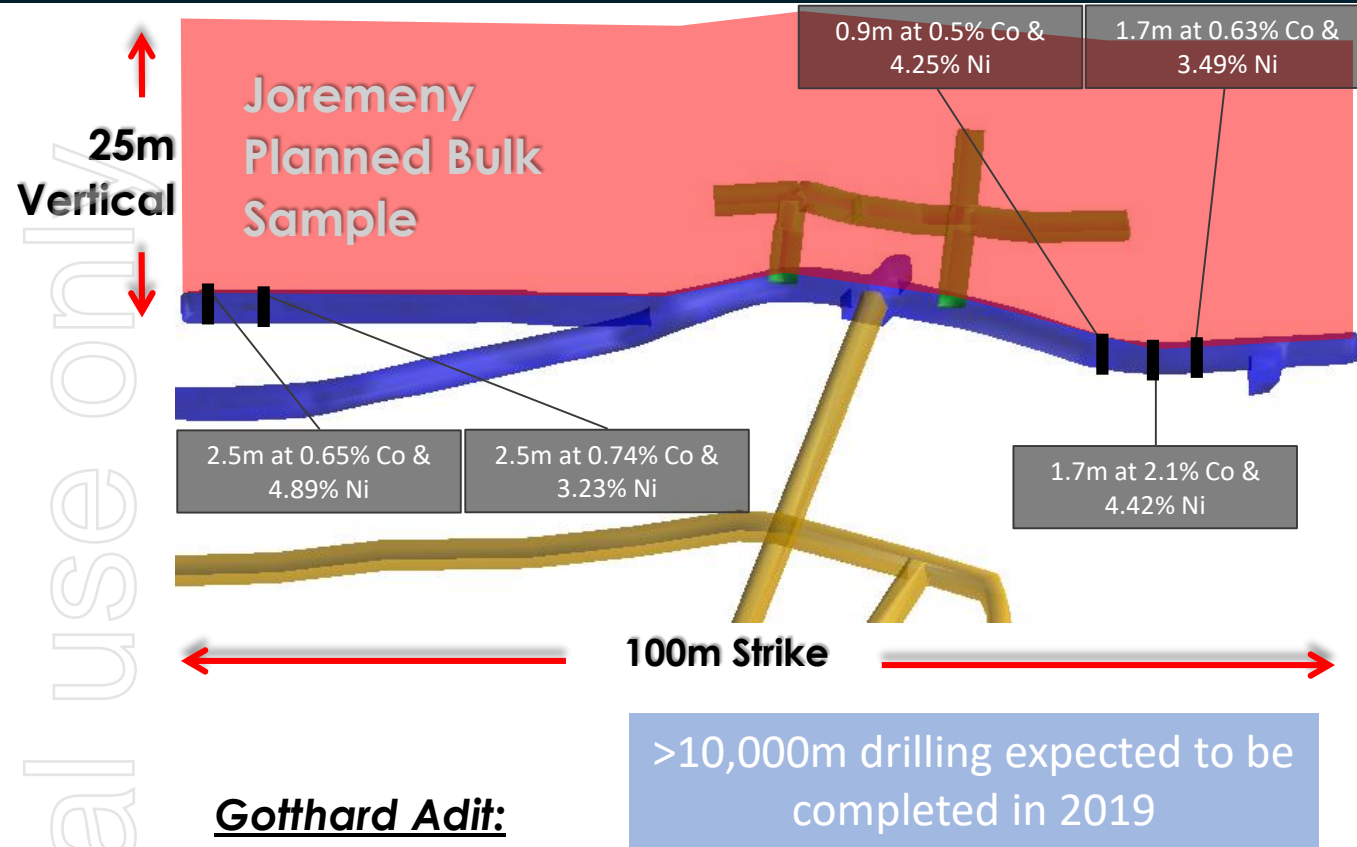 0.9m at 0.5% Co &
4.25% Ni
1.7m at 0.63% Co &
3.49% Ni
Joremeny
Planned Bulk
Sample
25m
Vertical
2.5m at 0.65% Co &
4.89% Ni
2.5m at 0.74% Co &
3.23% Ni
1.7m at 2.1% Co &
4.42% Ni
100m Strike
>10,000m drilling expected to be
completed in 2019
Gotthard Adit:
al use only